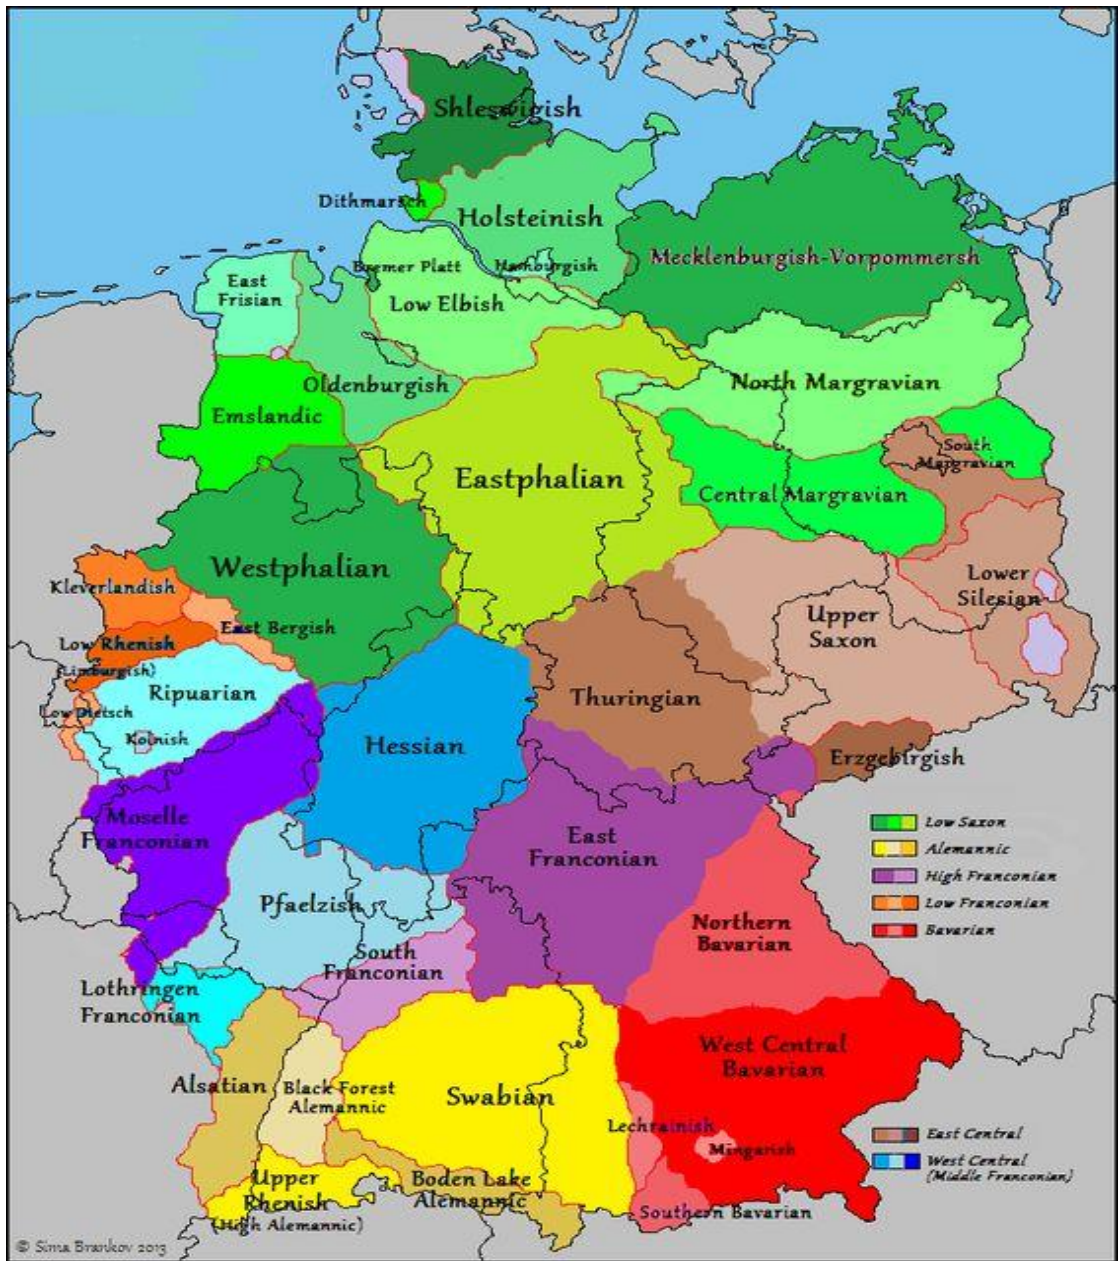 Shleswigish
Dithmarsch
Holsteinish
Mecklenburgish-Vorpommersh
Bremer Platt
Hamburgish
East
Frisian
Low Elbish
Oldenburgish
North Margravian
Emslandic
South
Margravian
Eastphalian
Central Margravian
Westphalian
Kleverlandish
Lower
Silesian
East Bergish
Upper
Saxon
Low Rhenish
(Limburgish)
Ripuarian
Thuringian
Low Dietsch
Koinish
Hessian
Erzgebirgish
Moselle
Franconian
East
Franconian
Low Saxon
Alemannic
High Franconian
Low Franconian
Bavarian
Pfaelzish
Northern
Bavarian
South
Franconian
Lothringen
Franconian
West Central
Bavarian
Alsatian
Black Forest
Alemannic
Swabian
Lechrainish
Mingarish
East Central
West Central
(Middle Franconian)
Upper
Rhenish
(High Alemannic)
Boden Lake
Alemannic
Southern Bavarian
© Sima Brankov 2013